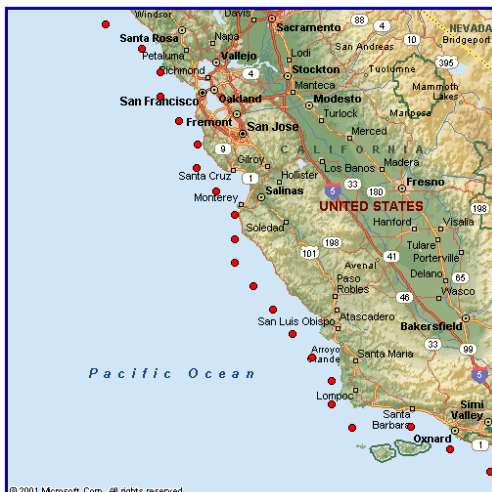 Windsor
Davis
Sacramento
88
4
NEVADA
Santa Rosa
Napa
San Andreas
10
Bridgeport
Petaluma
Vallejo
Lodi
395
Richmond
4
Stockton
Tuolumne
Manteca
Mammoth
Lakes
San Francisco
Oakland
Modesto
Fremont
Turlock
Mariposa
San Jose
Merced
9
CALIFORNIA
Gilroy
Los Banos
Madera
Santa Cruz
1
Hollister
5
33
180
Fresno
Monterey
Salinas
UNITED STATES
198
Soledad
Hanford
Visalia
198
Tulare
101
41
Porterville
Avenal
Delano
65
Paso
Robles
46
Wasco
Atascadero
San Luis Obispo
Bakersfield
33
99
Arroyo
Grande
Santa Maria
5
Pacific Ocean
Lompoc
Santa
Barbara
Simi
Valley
Oxnard
1
© 2001 Microsoft Corp. All rights reserved.